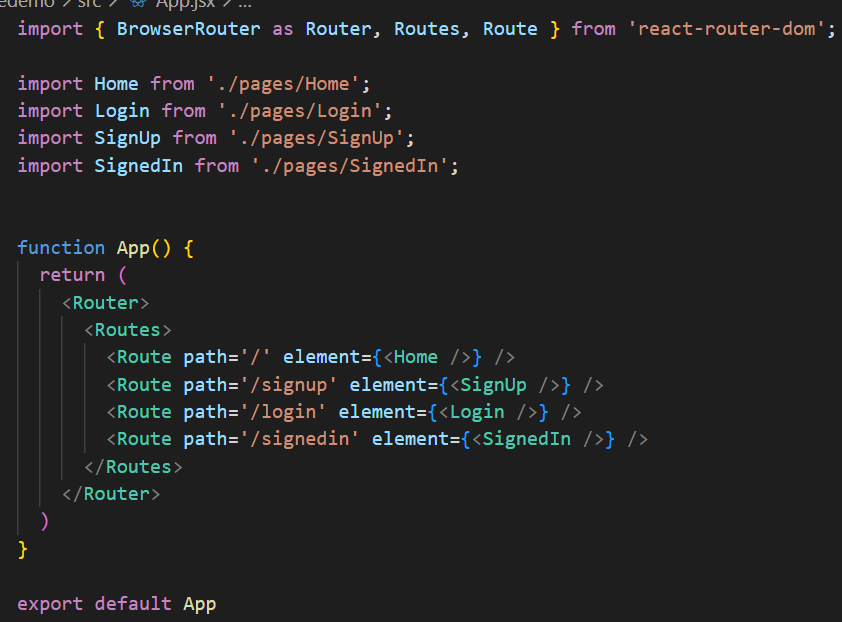 edemo > src > App.jsx > ...
import { BrowserRouter as Router, Routes, Route } from 'react-router-dom';

import Home from './pages/Home';
import Login from './pages/Login';
import SignUp from './pages/SignUp';
import SignedIn from './pages/SignedIn';


function App() {
  return (
    <Router>
      <Routes>
        <Route path='/' element={<Home />} />
        <Route path='/signup' element={<SignUp />} />
        <Route path='/login' element={<Login />} />
        <Route path='/signedin' element={<SignedIn />} />
      </Routes>
    </Router>
  )
}

export default App